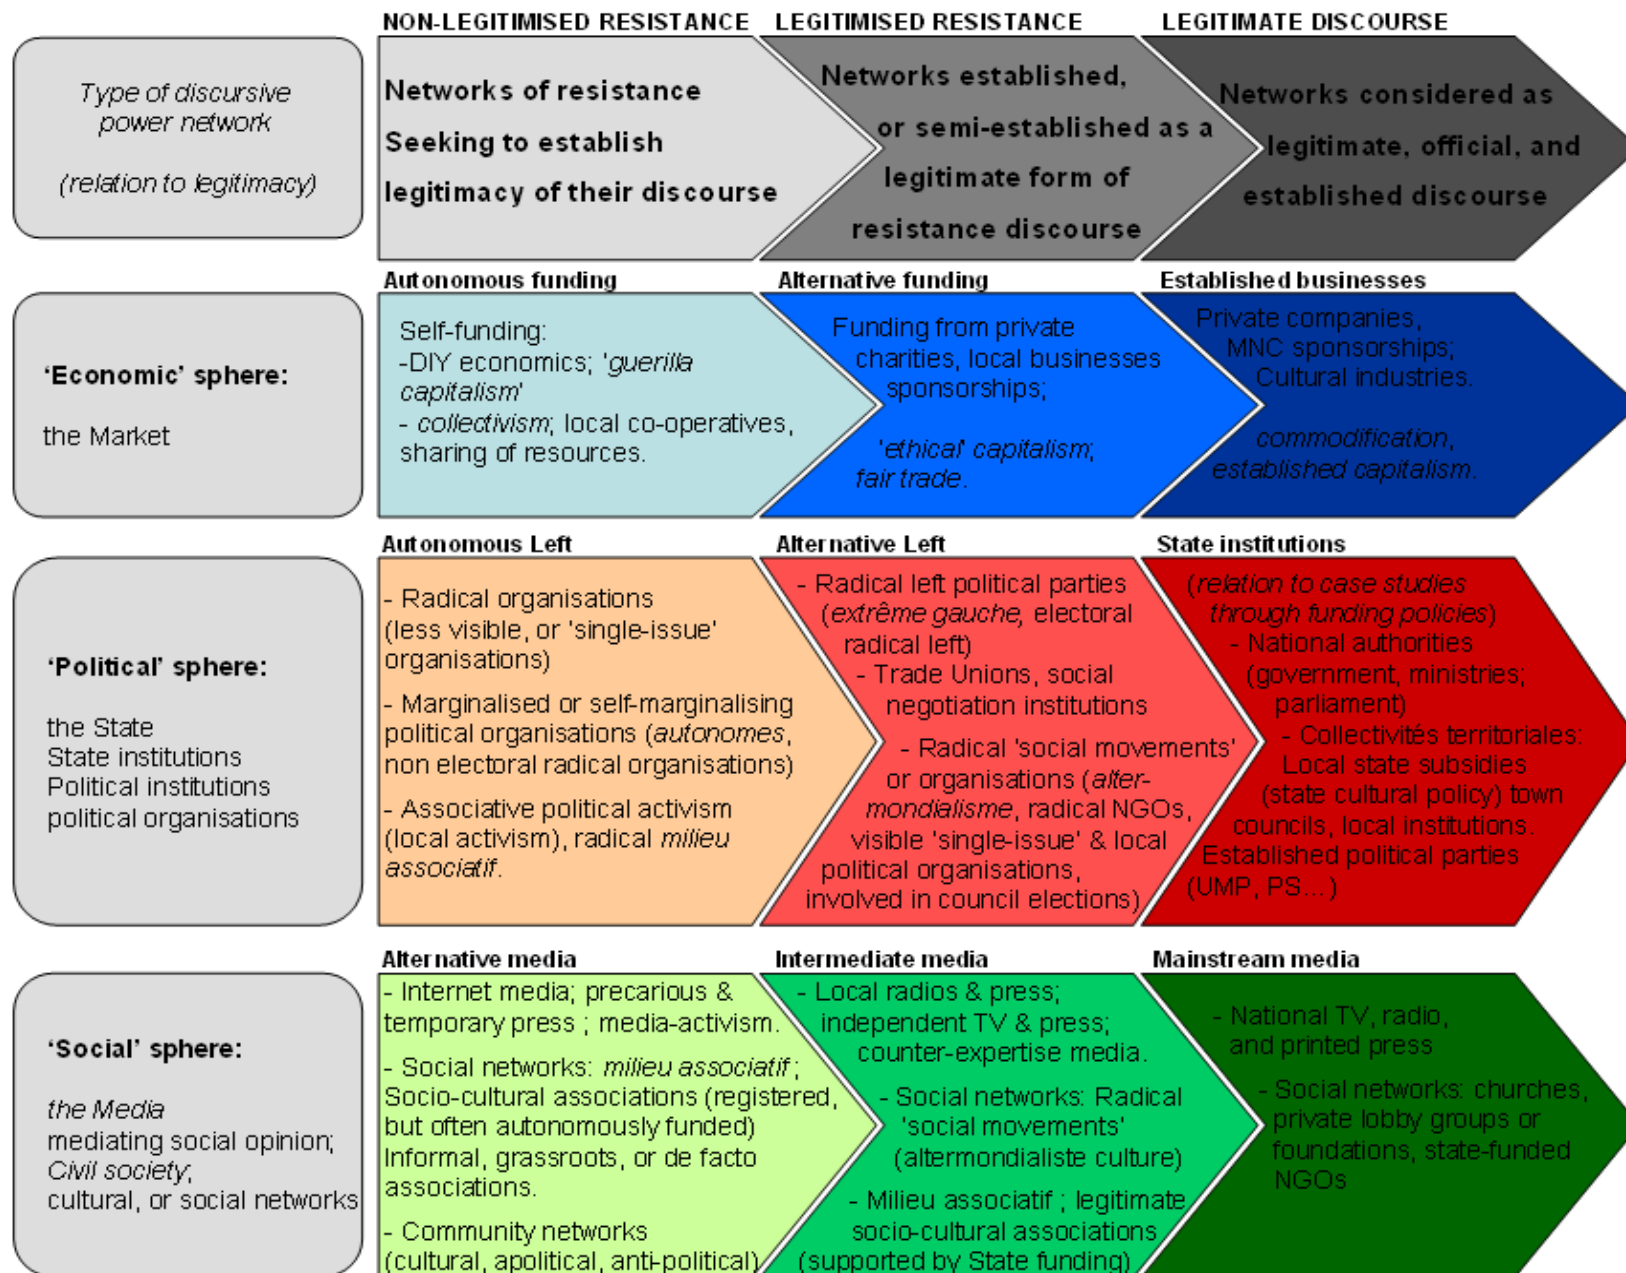 NON-LEGITIMISED RESISTANCE
LEGITIMISED RESISTANCE
LEGITIMATE DISCOURSE
Type of discursive
power network
(relation to legitimacy)
Networks of resistance
Seeking to establish
legitimacy of their discourse
Networks established,
or semi-established as a
legitimate form of
resistance discourse
Networks considered as
legitimate, official, and
established discourse
Autonomous funding
Alternative funding
Established businesses
'Economic' sphere:
the Market
Self-funding:
-DIY economics; 'guerilla
capitalism'
- collectivism; local co-operatives,
sharing of resources.
Funding from private
charities, local businesses
sponsorships;
'ethical' capitalism;
fair trade.
Private companies,
MNC sponsorships;
Cultural industries.
commodification,
established capitalism.
Autonomous Left
Alternative Left
State institutions
'Political' sphere:
the State
State institutions
Political institutions
political organisations
- Radical organisations
(less visible, or 'single-issue'
organisations)
- Marginalised or self-marginalising
political organisations (autonomes,
non electoral radical organisations)
- Associative political activism
(local activism), radical milieu
associatif.
- Radical left political parties
(extrême gauche, electoral
radical left)
- Trade Unions, social
negotiation institutions
- Radical 'social movements'
or organisations (alter-
mondialisme, radical NGOs,
visible 'single-issue' & local
political organisations,
involved in council elections)
(relation to case studies
through funding policies)
- National authorities
(government, ministries;
parliament)
- Collectivités territoriales:
Local state subsidies
(state cultural policy) town
councils, local institutions.
Established political parties
(UMP, PS...)
Alternative media
Intermediate media
Mainstream media
'Social' sphere:
the Media
mediating social opinion;
Civil society;
cultural, or social networks
- Internet media; precarious &
temporary press ; media-activism.
- Social networks: milieu associatif ;
Socio-cultural associations (registered,
but often autonomously funded)
Informal, grassroots, or de facto
associations.
- Community networks
(cultural, apolitical, anti-political)
- Local radios & press;
independent TV & press;
counter-expertise media.
- Social networks: Radical
'social movements'
(altermondialiste culture)
- Milieu associatif ; legitimate
socio-cultural associations
(supported by State funding)
- National TV, radio,
and printed press
- Social networks: churches,
private lobby groups or
foundations, state-funded
NGOs